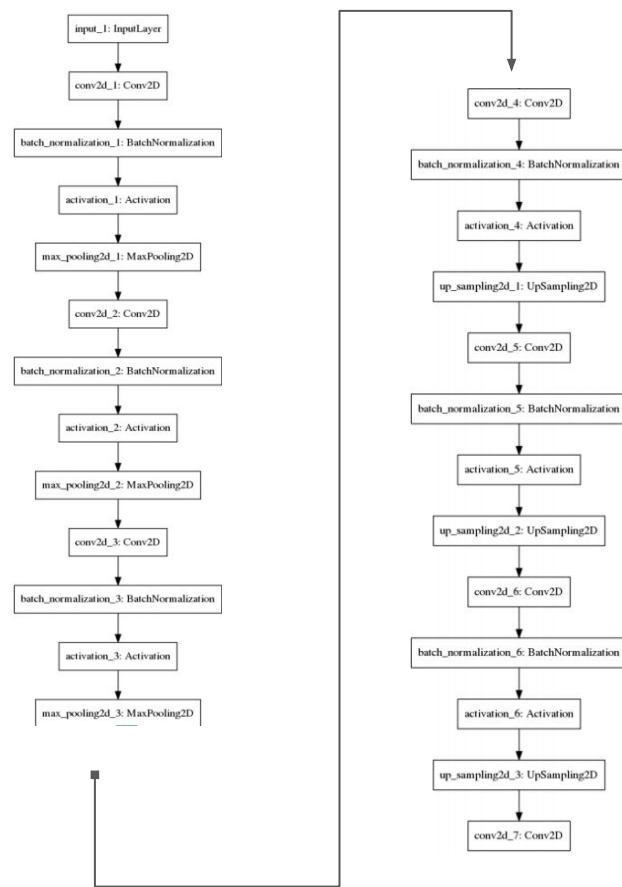 input_1: InputLayer
conv2d_1: Conv2D
batch_normalization_1: BatchNormalization
activation_1: Activation
max_pooling2d_1: MaxPooling2D
conv2d_2: Conv2D
batch_normalization_2: BatchNormalization
activation_2: Activation
max_pooling2d_2: MaxPooling2D
conv2d_3: Conv2D
batch_normalization_3: BatchNormalization
activation_3: Activation
max_pooling2d_3: MaxPooling2D
conv2d_4: Conv2D
batch_normalization_4: BatchNormalization
activation_4: Activation
up_sampling2d_1: UpSampling2D
conv2d_5: Conv2D
batch_normalization_5: BatchNormalization
activation_5: Activation
up_sampling2d_2: UpSampling2D
conv2d_6: Conv2D
batch_normalization_6: BatchNormalization
activation_6: Activation
up_sampling2d_3: UpSampling2D
conv2d_7: Conv2D